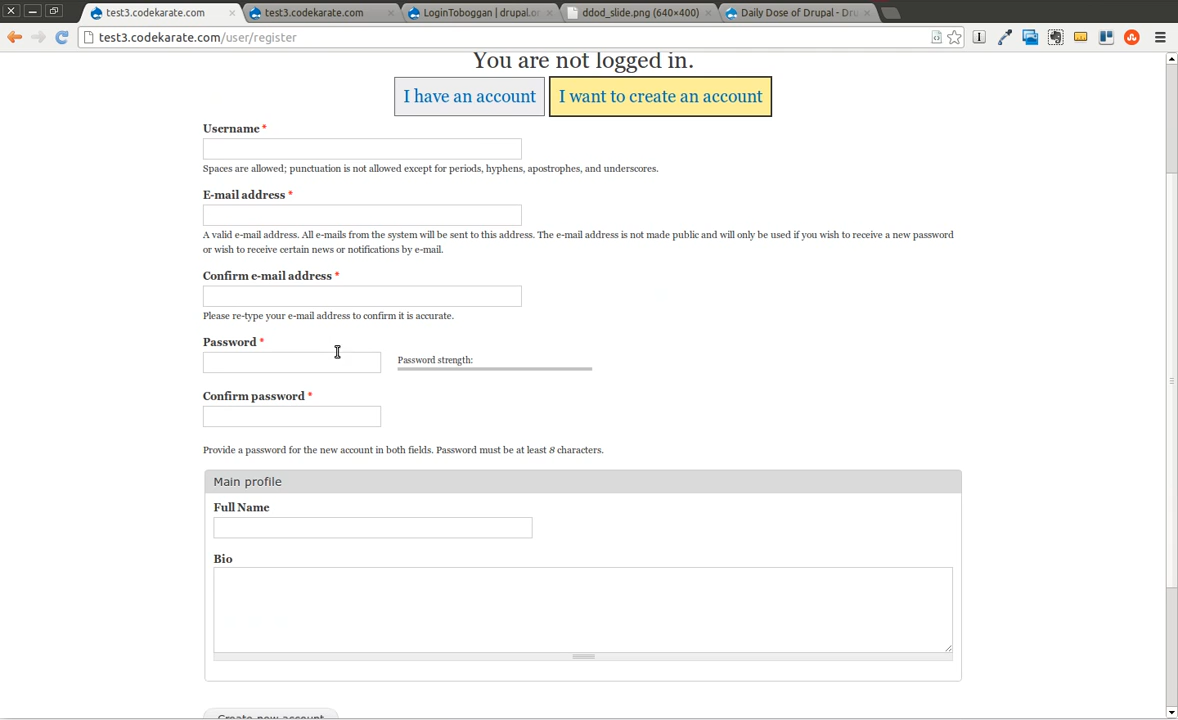 test3.codekarate.com
test3.codekarate.com
LoginToboggan | drupal.or
ddod_slide.png (640×400)
Daily Dose of Drupal - Dru
test3.codekarate.com/user/register
You are not logged in.
I have an account
I want to create an account
Username *
Spaces are allowed; punctuation is not allowed except for periods, hyphens, apostrophes, and underscores.
E-mail address *
A valid e-mail address. All e-mails from the system will be sent to this address. The e-mail address is not made public and will only be used if you wish to receive a new password
or wish to receive certain news or notifications by e-mail.
Confirm e-mail address *
Please re-type your e-mail address to confirm it is accurate.
Password *
Password strength:
Confirm password *
Provide a password for the new account in both fields. Password must be at least 8 characters.
Main profile
Full Name
Bio
Create new account